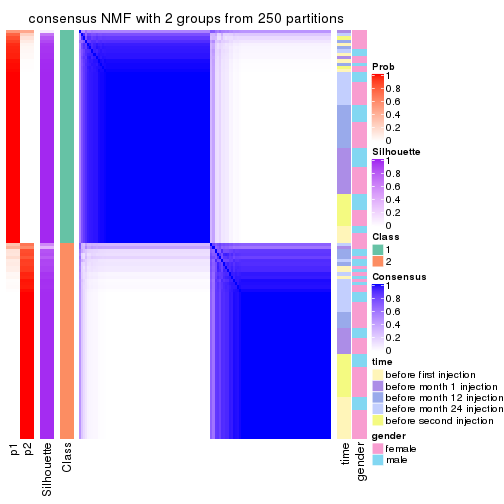 consensus NMF with 2 groups from 250 partitions
Prob
1
0.8
0.6
0.4
0.2
0
Silhouette
1
0.8
0.6
0.4
0.2
0
Class
1
2
Consensus
1
0.8
0.6
0.4
0.2
0
time
before first injection
before month 1 injection
before month 12 injection
before month 24 injection
before second injection
gender
female
male
p1
p2
Silhouette
Class
time
gender